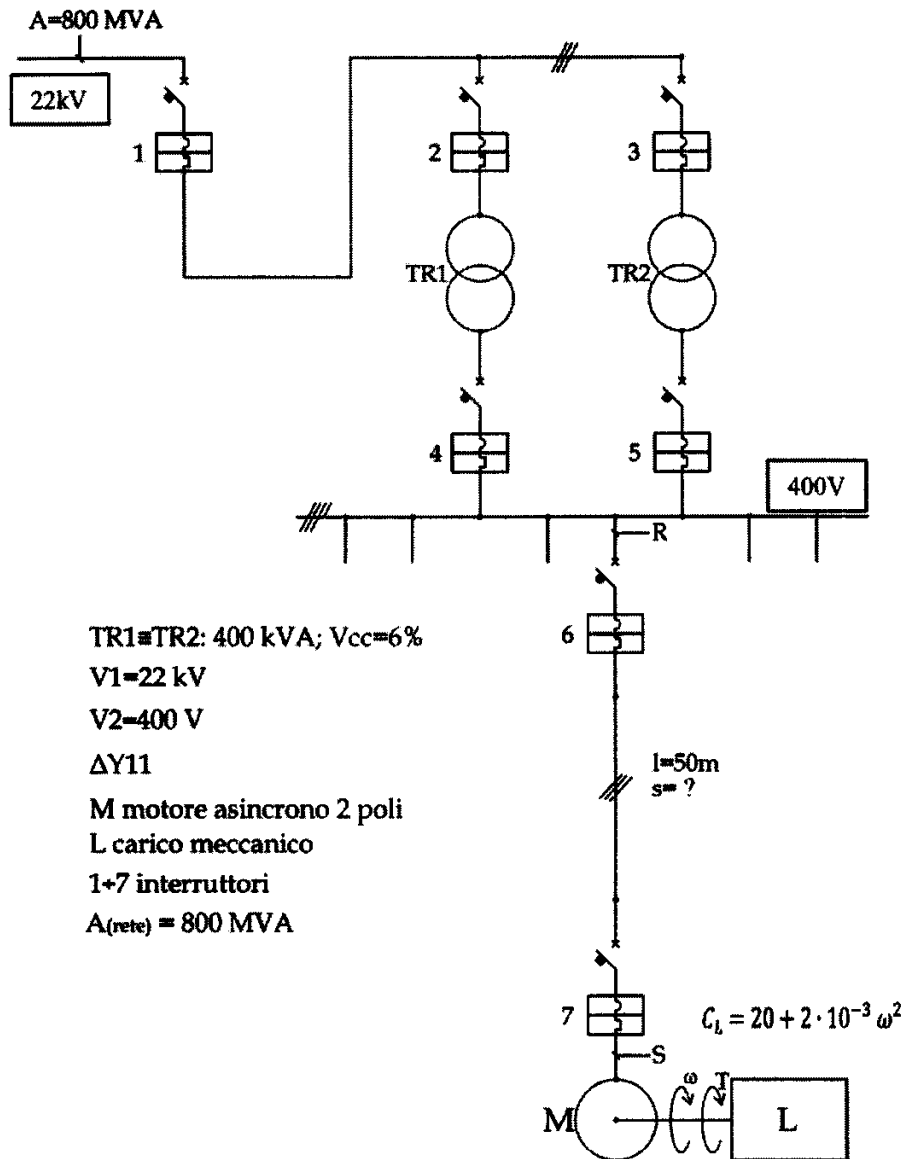 A=800 MVA
22kV
1
2
3
TR1
TR2
4
5
400V
R
6
TR1≡TR2: 400 kVA; Vcc=6%
V1=22 kV
V2=400 V
ΔY11
M motore asincrono 2 poli
L carico meccanico
1÷7 interruttori
A(rete) = 800 MVA
l=50m
s= ?
7
C_L = 20 + 2 · 10⁻³ ω²
S
ω
T
M
L